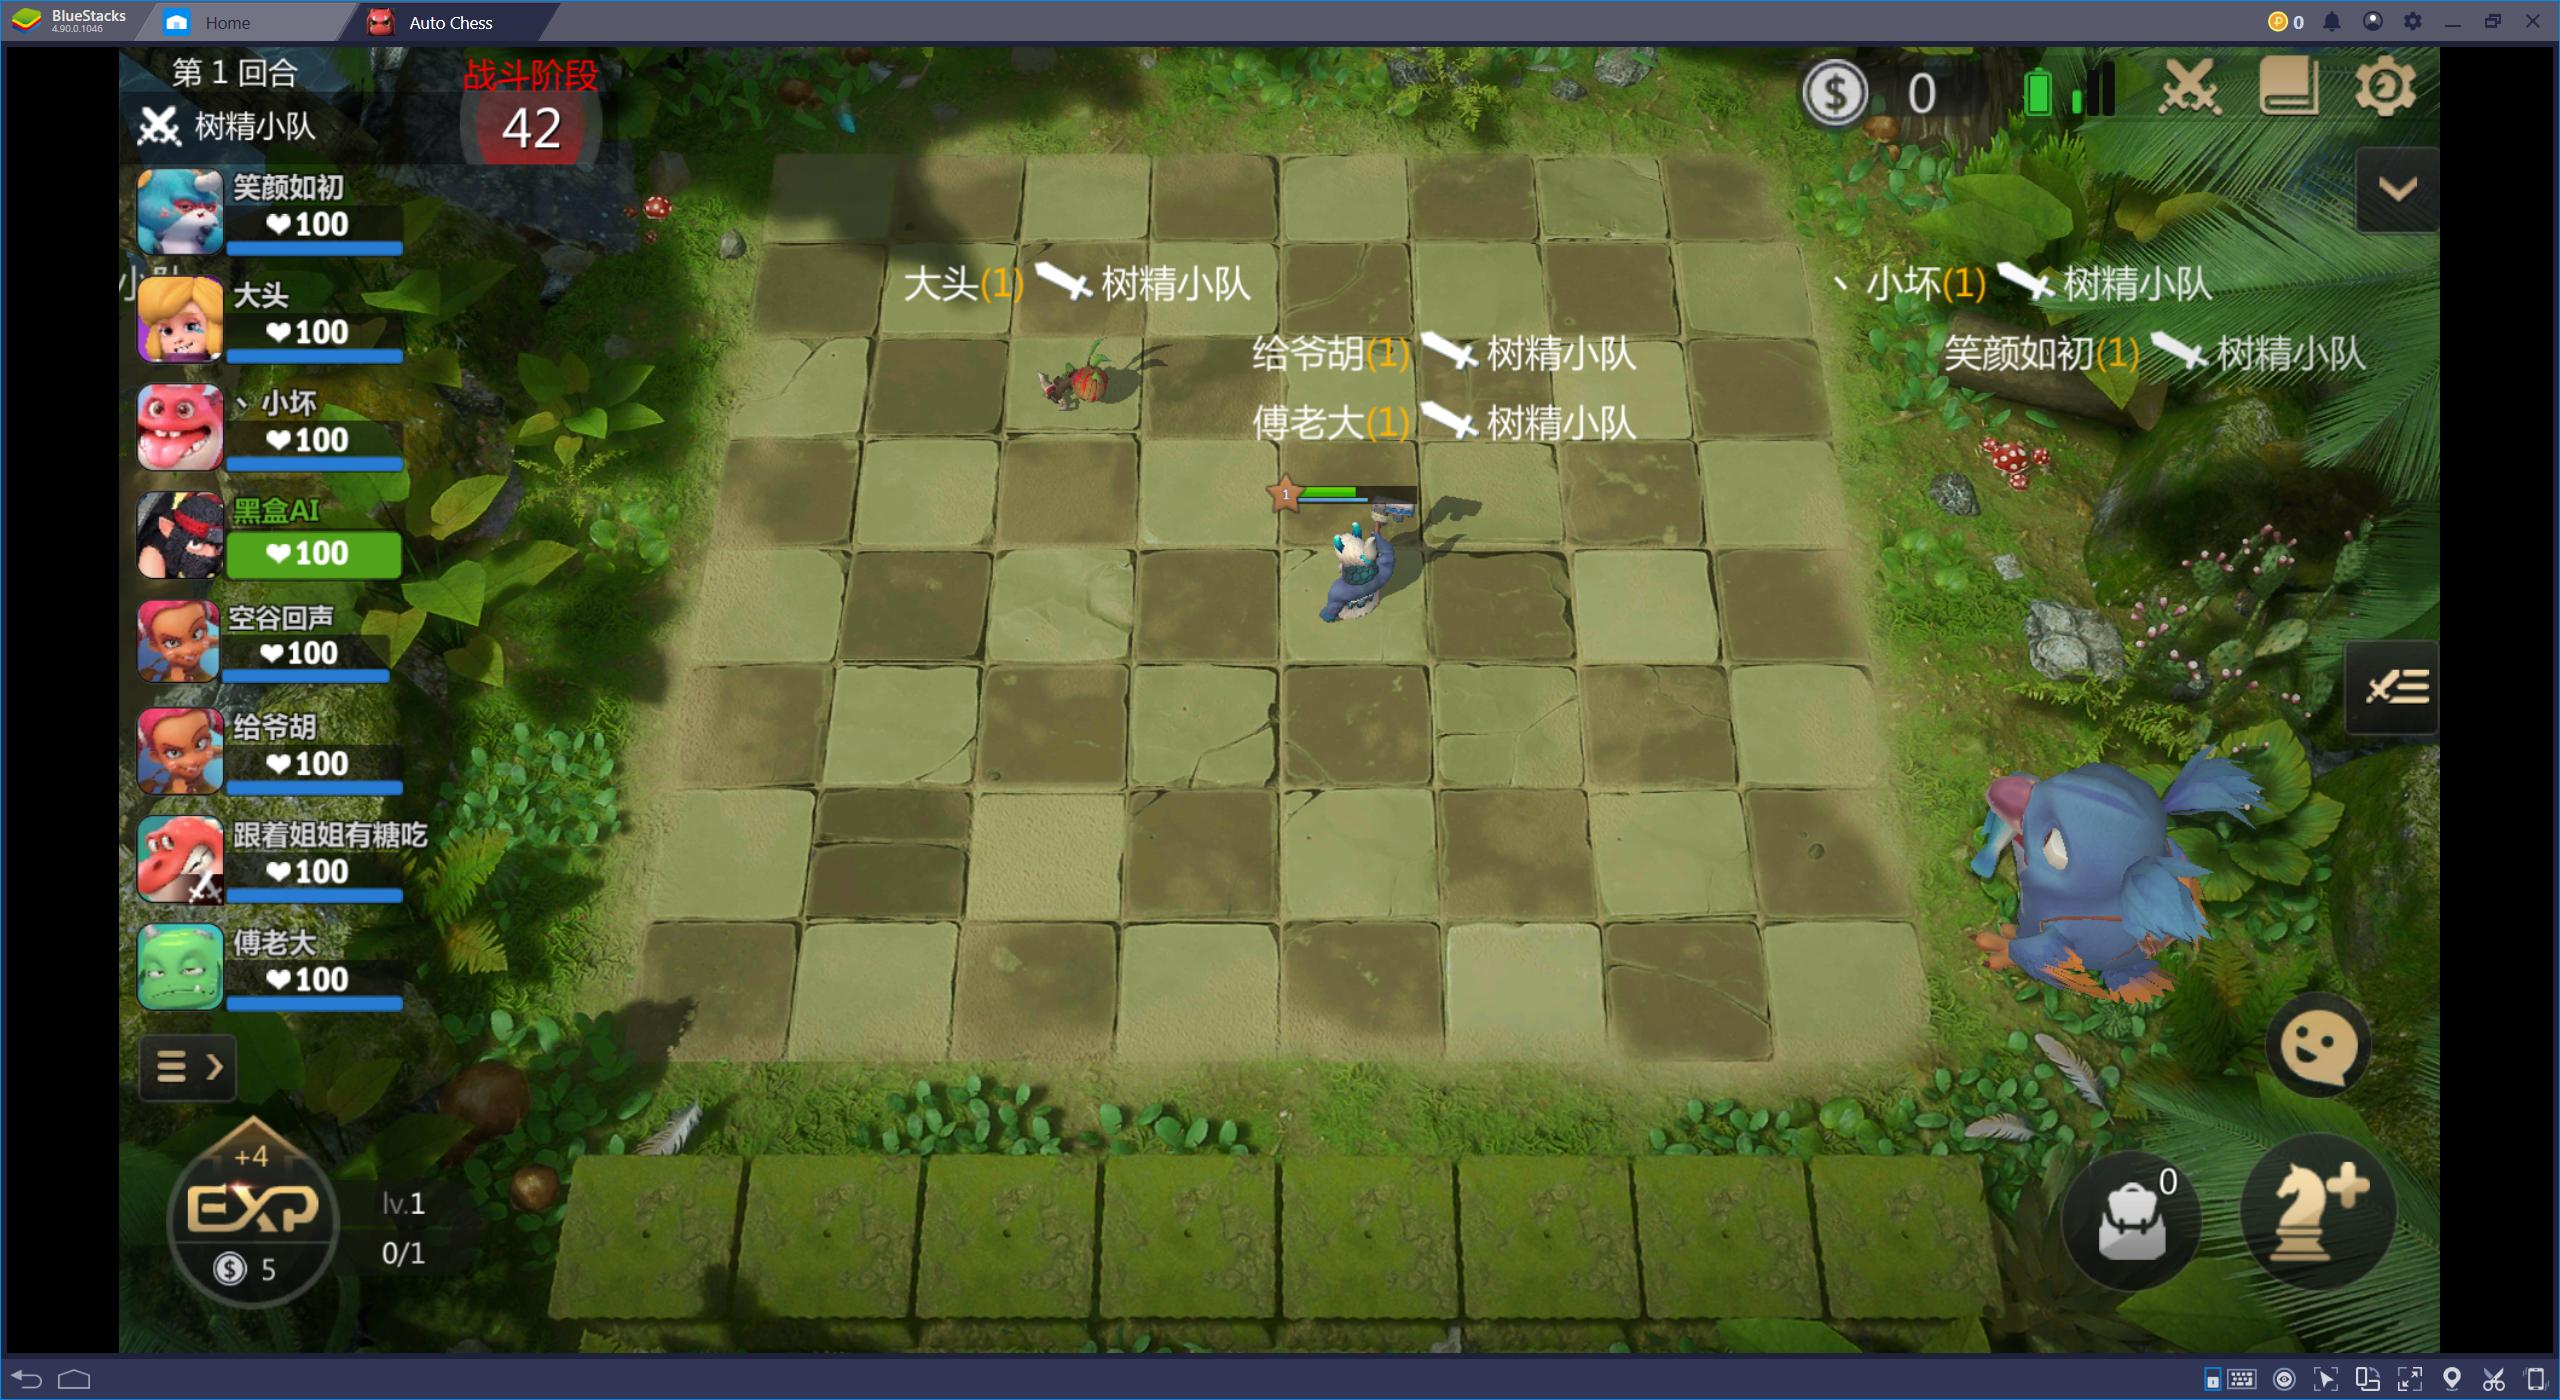 BlueStacks
4.90.0.1046
Home
Auto Chess
0
第1回合
战斗阶段
树精小队
42
0
笑颜如初
100
小队
大头
100
大头(1) 树精小队
丶小坏(1) 树精小队
给爷胡(1) 树精小队
笑颜如初(1) 树精小队
傅老大(1) 树精小队
丶小坏
100
1
黑盒AI
100
空谷回声
100
给爷胡
100
跟着姐姐有糖吃
100
傅老大
100
+4
EXP
5
lv.1
0/1
0